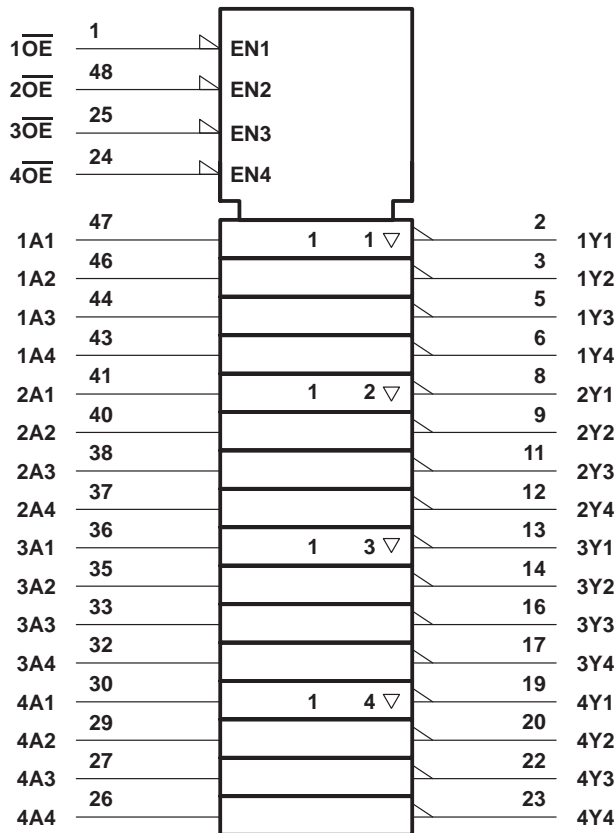 1O̅E̅ 1 EN1
2O̅E̅ 48 EN2
3O̅E̅ 25 EN3
4O̅E̅ 24 EN4
1A1 47 1 1 ▽ 2 1Y1
1A2 46 3 1Y2
1A3 44 5 1Y3
1A4 43 6 1Y4
2A1 41 1 2 ▽ 8 2Y1
2A2 40 9 2Y2
2A3 38 11 2Y3
2A4 37 12 2Y4
3A1 36 1 3 ▽ 13 3Y1
3A2 35 14 3Y2
3A3 33 16 3Y3
3A4 32 17 3Y4
4A1 30 1 4 ▽ 19 4Y1
4A2 29 20 4Y2
4A3 27 22 4Y3
4A4 26 23 4Y4